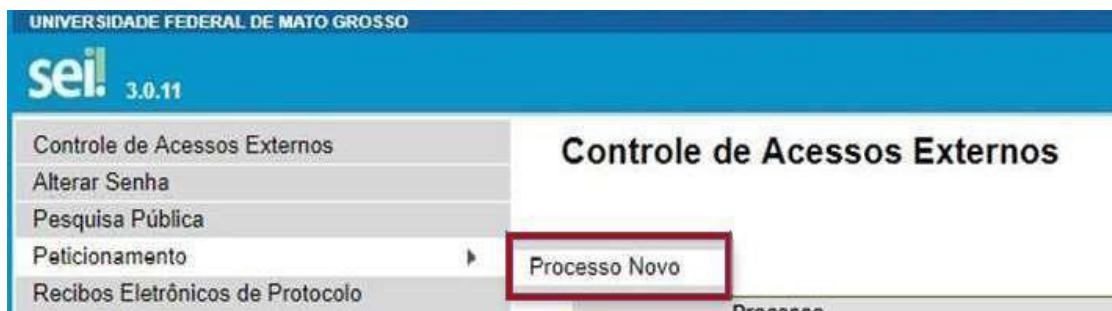 UNIVERSIDADE FEDERAL DE MATO GROSSO
sei! 3.0.11
Controle de Acessos Externos
Alterar Senha
Pesquisa Pública
Peticionamento
Recibos Eletrônicos de Protocolo
Controle de Acessos Externos
Processo Novo
Processo